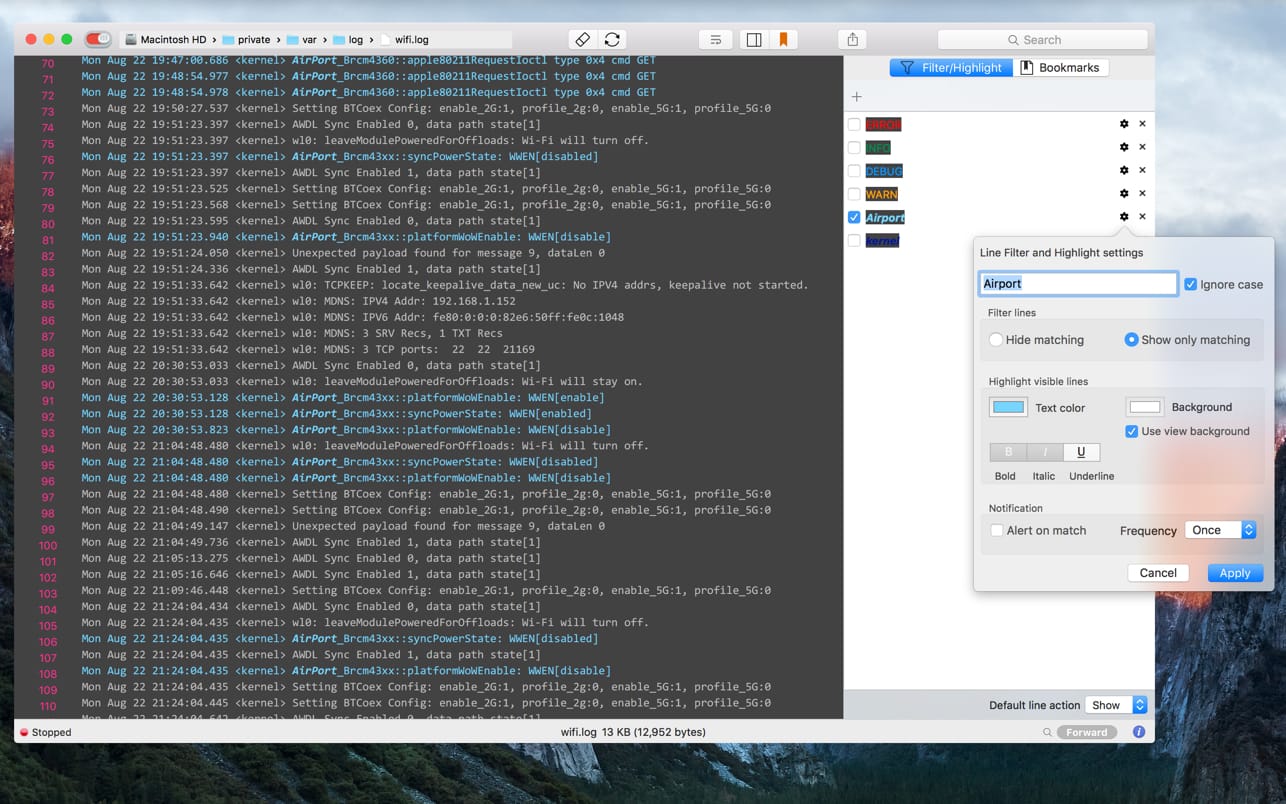 Macintosh HD › private › var › log › wifi.log
Search
Filter/Highlight
Bookmarks
70 Mon Aug 22 19:47:00.686 <kernel> AirPort_Brcm4360::apple80211RequestIoctl type 0x4 cmd GET
71 Mon Aug 22 19:48:54.977 <kernel> AirPort_Brcm4360::apple80211RequestIoctl type 0x4 cmd GET
72 Mon Aug 22 19:48:54.978 <kernel> AirPort_Brcm4360::apple80211RequestIoctl type 0x4 cmd GET
73 Mon Aug 22 19:50:27.537 <kernel> Setting BTCoex Config: enable_2G:1, profile_2g:0, enable_5G:1, profile_5G:0
74 Mon Aug 22 19:51:23.397 <kernel> AWDL Sync Enabled 0, data path state[1]
75 Mon Aug 22 19:51:23.397 <kernel> wl0: leaveModulePoweredForOffloads: Wi-Fi will turn off.
76 Mon Aug 22 19:51:23.397 <kernel> AirPort_Brcm43xx::syncPowerState: WWEN[disabled]
77 Mon Aug 22 19:51:23.397 <kernel> AWDL Sync Enabled 1, data path state[1]
78 Mon Aug 22 19:51:23.525 <kernel> Setting BTCoex Config: enable_2G:1, profile_2g:0, enable_5G:1, profile_5G:0
79 Mon Aug 22 19:51:23.568 <kernel> Setting BTCoex Config: enable_2G:1, profile_2g:0, enable_5G:1, profile_5G:0
80 Mon Aug 22 19:51:23.595 <kernel> AWDL Sync Enabled 0, data path state[1]
81 Mon Aug 22 19:51:23.940 <kernel> AirPort_Brcm43xx::platformWoWEnable: WWEN[disable]
82 Mon Aug 22 19:51:24.050 <kernel> Unexpected payload found for message 9, dataLen 0
83 Mon Aug 22 19:51:24.336 <kernel> AWDL Sync Enabled 1, data path state[1]
84 Mon Aug 22 19:51:33.642 <kernel> wl0: TCPKEEP: locate_keepalive_data_new_uc: No IPV4 addrs, keepalive not started.
85 Mon Aug 22 19:51:33.642 <kernel> wl0: MDNS: IPV4 Addr: 192.168.1.152
86 Mon Aug 22 19:51:33.642 <kernel> wl0: MDNS: IPV6 Addr: fe80:0:0:0:82e6:50ff:fe0c:1048
87 Mon Aug 22 19:51:33.642 <kernel> wl0: MDNS: 3 SRV Recs, 1 TXT Recs
88 Mon Aug 22 19:51:33.642 <kernel> wl0: MDNS: 3 TCP ports: 22 22 21169
89 Mon Aug 22 20:30:53.033 <kernel> AWDL Sync Enabled 0, data path state[1]
90 Mon Aug 22 20:30:53.033 <kernel> wl0: leaveModulePoweredForOffloads: Wi-Fi will stay on.
91 Mon Aug 22 20:30:53.128 <kernel> AirPort_Brcm43xx::platformWoWEnable: WWEN[enable]
92 Mon Aug 22 20:30:53.128 <kernel> AirPort_Brcm43xx::syncPowerState: WWEN[enabled]
93 Mon Aug 22 20:30:53.823 <kernel> AirPort_Brcm43xx::platformWoWEnable: WWEN[disable]
94 Mon Aug 22 21:04:48.480 <kernel> wl0: leaveModulePoweredForOffloads: Wi-Fi will turn off.
95 Mon Aug 22 21:04:48.480 <kernel> AirPort_Brcm43xx::syncPowerState: WWEN[disabled]
96 Mon Aug 22 21:04:48.480 <kernel> AirPort_Brcm43xx::platformWoWEnable: WWEN[disable]
97 Mon Aug 22 21:04:48.480 <kernel> Setting BTCoex Config: enable_2G:1, profile_2g:0, enable_5G:1, profile_5G:0
98 Mon Aug 22 21:04:48.490 <kernel> Setting BTCoex Config: enable_2G:1, profile_2g:0, enable_5G:1, profile_5G:0
99 Mon Aug 22 21:04:49.147 <kernel> Unexpected payload found for message 9, dataLen 0
100 Mon Aug 22 21:04:49.736 <kernel> AWDL Sync Enabled 1, data path state[1]
101 Mon Aug 22 21:05:13.275 <kernel> AWDL Sync Enabled 0, data path state[1]
102 Mon Aug 22 21:05:16.646 <kernel> AWDL Sync Enabled 1, data path state[1]
103 Mon Aug 22 21:09:46.448 <kernel> Setting BTCoex Config: enable_2G:1, profile_2g:0, enable_5G:1, profile_5G:0
104 Mon Aug 22 21:24:04.434 <kernel> AWDL Sync Enabled 0, data path state[1]
105 Mon Aug 22 21:24:04.435 <kernel> wl0: leaveModulePoweredForOffloads: Wi-Fi will turn off.
106 Mon Aug 22 21:24:04.435 <kernel> AirPort_Brcm43xx::syncPowerState: WWEN[disabled]
107 Mon Aug 22 21:24:04.435 <kernel> AWDL Sync Enabled 1, data path state[1]
108 Mon Aug 22 21:24:04.435 <kernel> AirPort_Brcm43xx::platformWoWEnable: WWEN[disable]
109 Mon Aug 22 21:24:04.435 <kernel> Setting BTCoex Config: enable_2G:1, profile_2g:0, enable_5G:1, profile_5G:0
110 Mon Aug 22 21:24:04.445 <kernel> Setting BTCoex Config: enable_2G:1, profile_2g:0, enable_5G:1, profile_5G:0
Mon Aug 22 21:24:04.642 <kernel> AWDL Sync Enabled 0, data path state[1]
ERROR
INFO
DEBUG
WARN
Airport
kernel
Line Filter and Highlight settings
Airport
Ignore case
Filter lines
Hide matching
Show only matching
Highlight visible lines
Text color
Background
Use view background
B I U
Bold Italic Underline
Notification
Alert on match
Frequency
Once
Cancel
Apply
Default line action
Show
Stopped
wifi.log 13 KB (12,952 bytes)
Forward